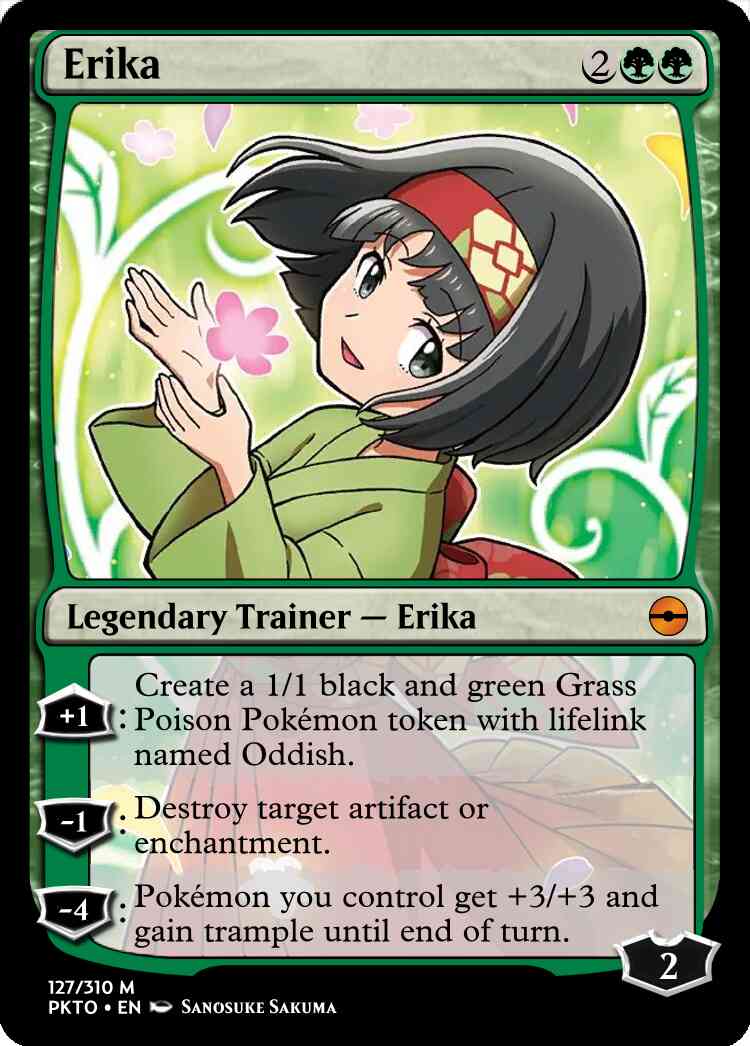 Erika 2
Legendary Trainer — Erika
+1: Create a 1/1 black and green Grass
Poison Pokémon token with lifelink
named Oddish.
-1: Destroy target artifact or
enchantment.
-4: Pokémon you control get +3/+3 and
gain trample until end of turn.
2
127/310 M
PKTO • EN Sanosuke Sakuma